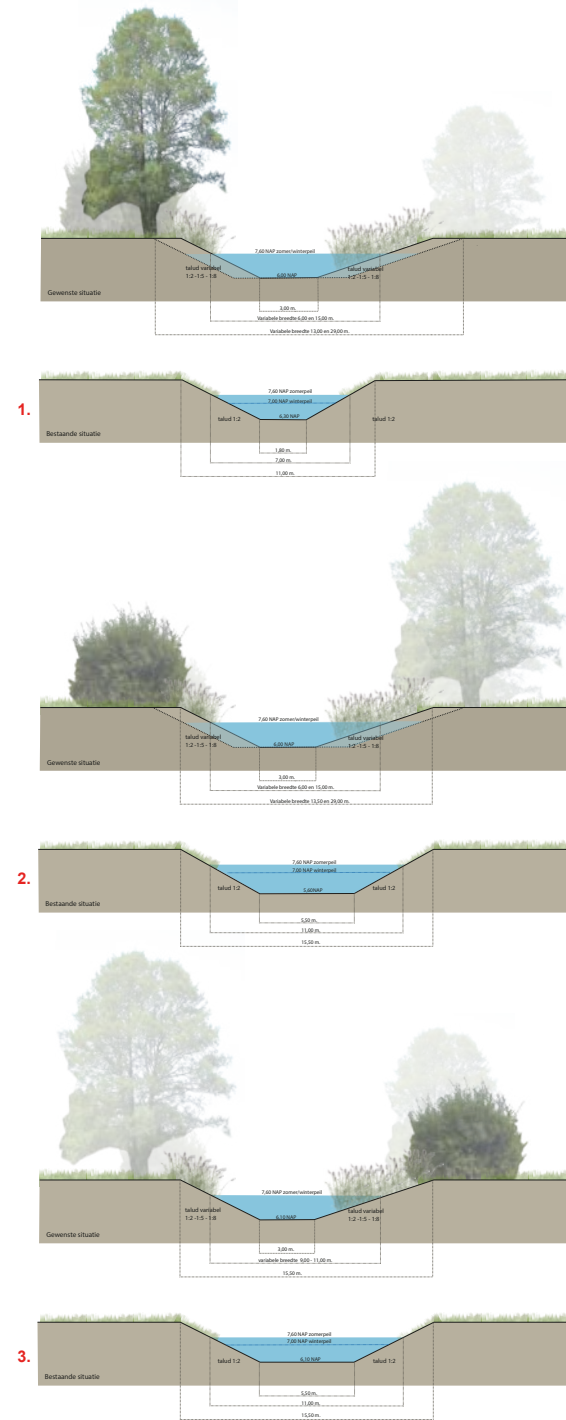 7,60 NAP zomer/winterpeil
talud variabel
1:2 -1:5 - 1:8
6,00 NAP
talud variabel
1:2 -1:5 - 1:8
Gewenste situatie
3,00 m.
Variabele breedte 6,00 en 15,00 m.
Variabele breedte 13,00 en 29,00 m.
1.
7,60 NAP zomerpeil
7,00 NAP winterpeil
talud 1:2
6,30 NAP
talud 1:2
Bestaande situatie
1,80 m.
7,00 m.
11,00 m.
7,60 NAP zomer/winterpeil
talud variabel
1:2 -1:5 - 1:8
6,00 NAP
talud variabel
1:2 -1:5 - 1:8
Gewenste situatie
3,00 m.
Variabele breedte 6,00 en 15,00 m.
Variabele breedte 13,50 en 29,00 m.
2.
7,60 NAP zomerpeil
7,00 NAP winterpeil
talud 1:2
5,60NAP
talud 1:2
Bestaande situatie
5,50 m.
11,00 m.
15,50 m.
7,60 NAP zomer/winterpeil
talud variabel
1:2 -1:5 - 1:8
6,10 NAP
talud variabel
1:2 -1:5 - 1:8
Gewenste situatie
3,00 m.
variabele breedte 9,00 - 11,00 m.
15,50 m.
3.
7,60 NAP zomerpeil
7,00 NAP winterpeil
talud 1:2
6,10 NAP
talud 1:2
Bestaande situatie
5,50 m.
11,00 m.
15,50 m.